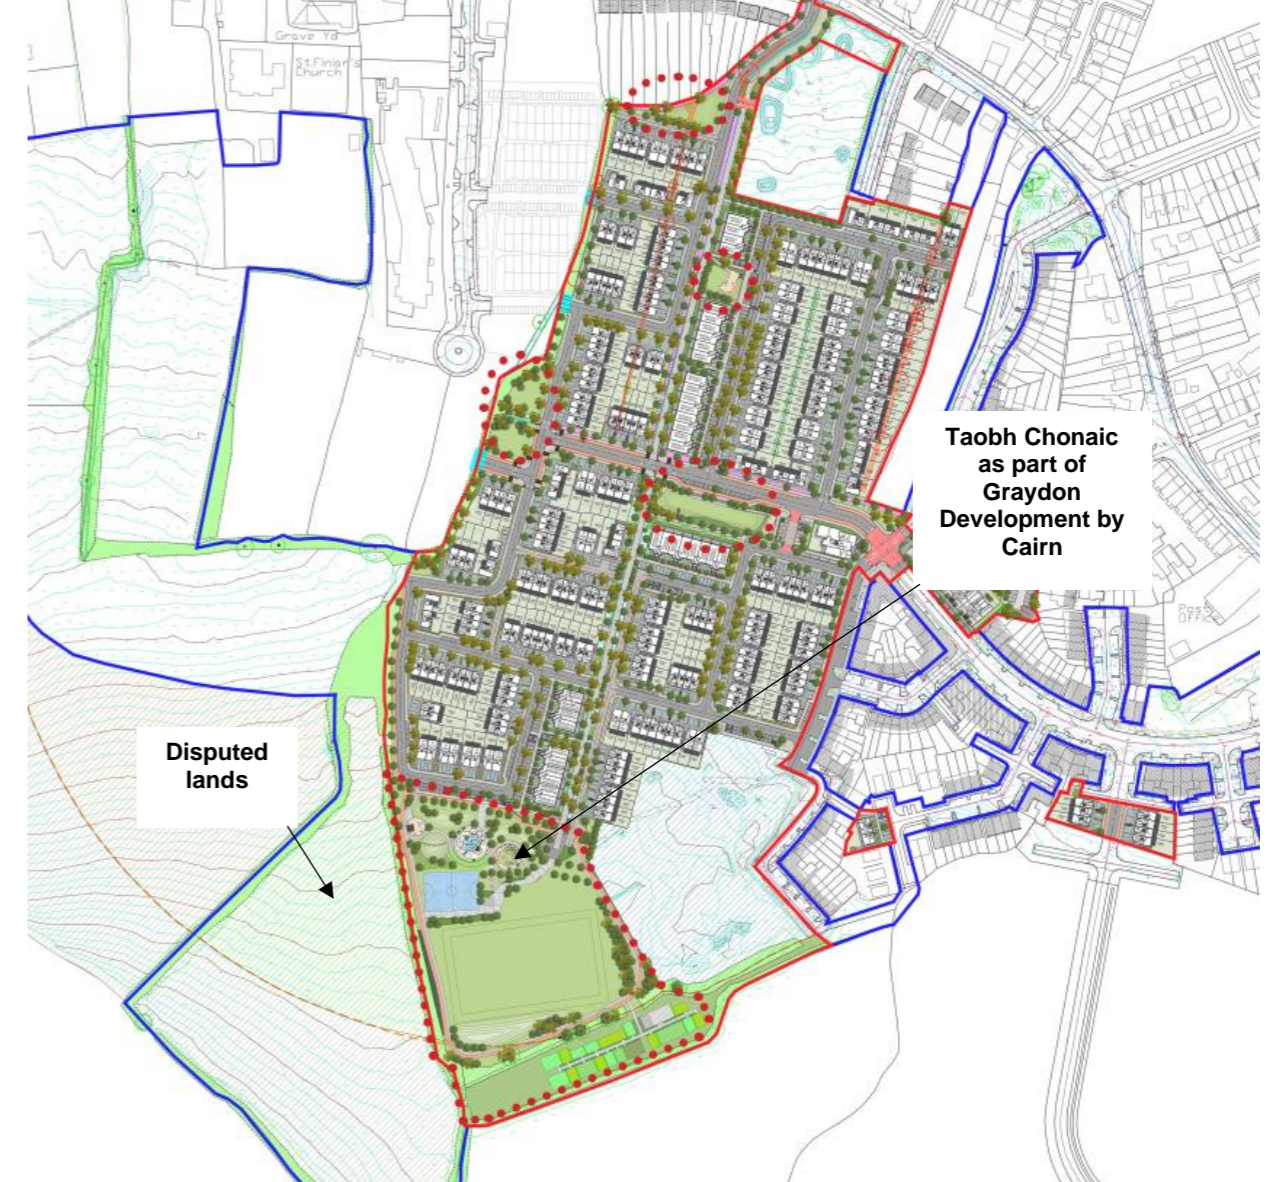 Grave Yd
St.Finian's
Church
Taobh Chonaic
as part of
Graydon
Development by
Cairn
Post
Office
Disputed
lands